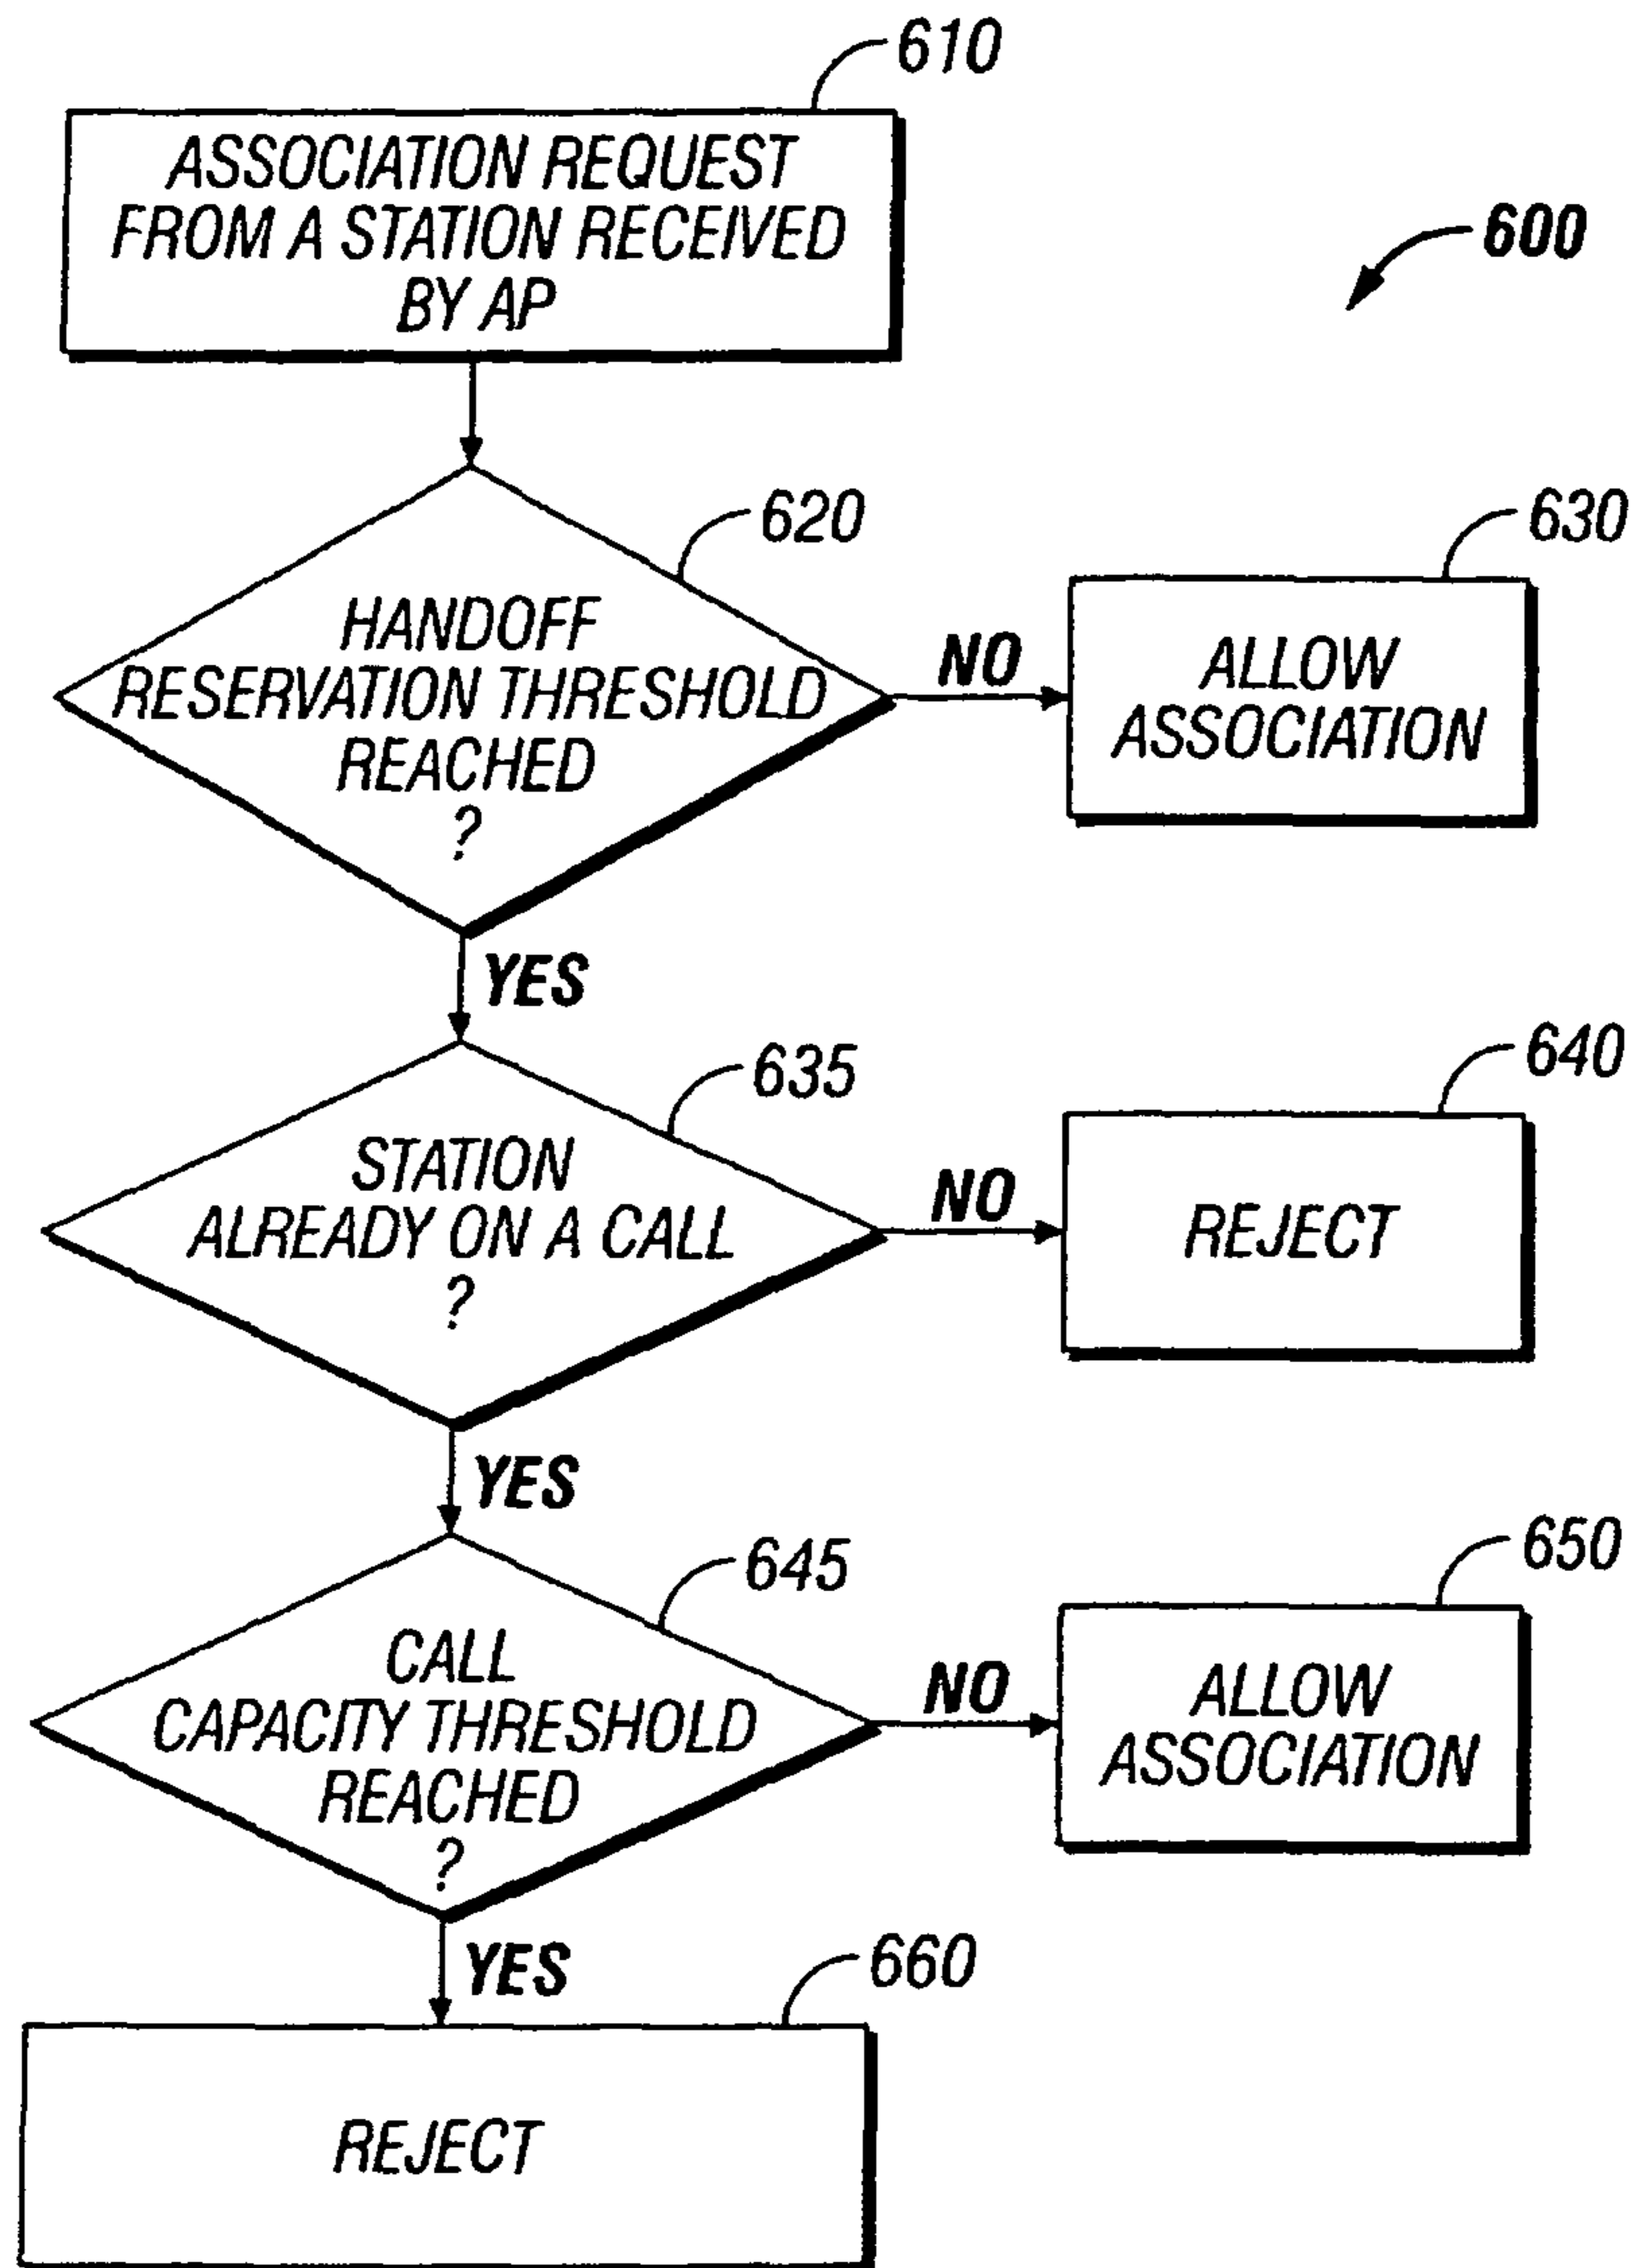 610
ASSOCIATION REQUEST
FROM A STATION RECEIVED
BY AP
600
620
HANDOFF
RESERVATION THRESHOLD
REACHED
?
NO
630
ALLOW
ASSOCIATION
YES
635
STATION
ALREADY ON A CALL
?
NO
640
REJECT
YES
645
CALL
CAPACITY THRESHOLD
REACHED
?
NO
650
ALLOW
ASSOCIATION
YES
660
REJECT